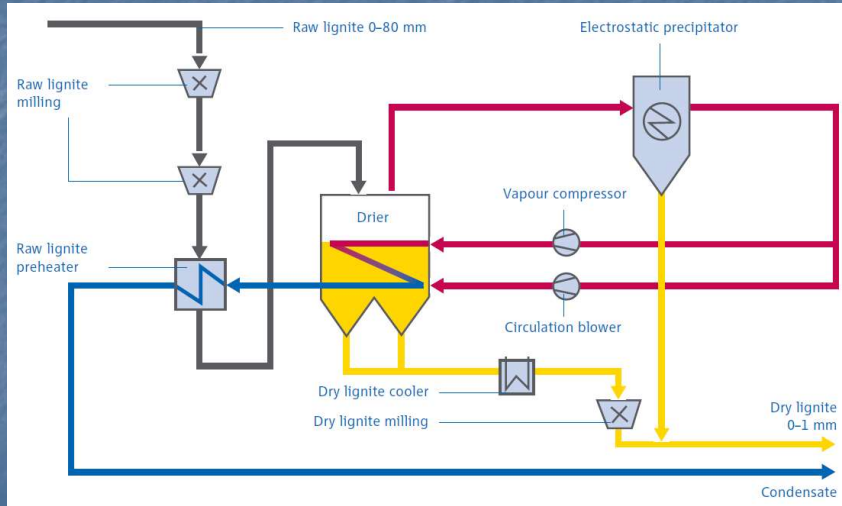 Raw lignite 0–80 mm
Electrostatic precipitator
Raw lignite
milling
Vapour compressor
Drier
Raw lignite
preheater
Circulation blower
Dry lignite cooler
Dry lignite milling
Dry lignite
0–1 mm
Condensate